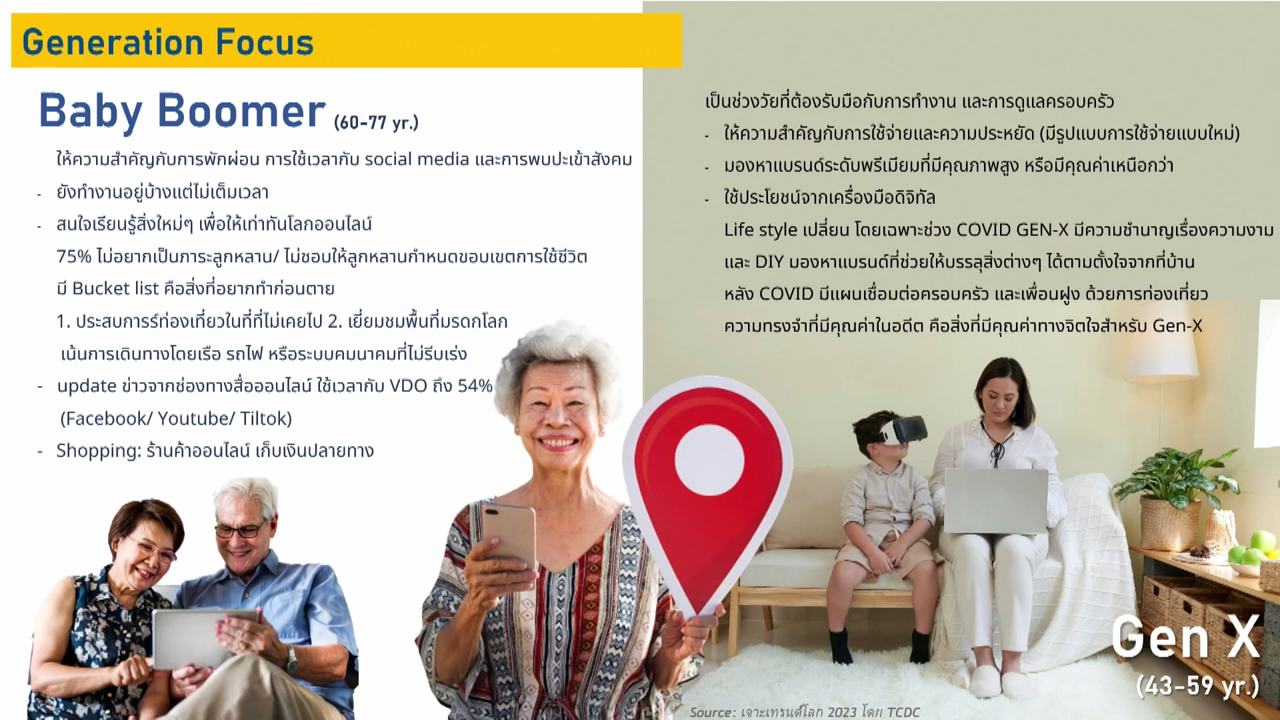 Generation Focus
Baby Boomer (60-77 yr.)
ให้ความสำคัญกับการพักผ่อน การใช้เวลากับ social media และการพบปะเข้าสังคม
- ยังทำงานอยู่บ้างแต่ไม่เต็มเวลา
- สนใจเรียนรู้สิ่งใหม่ๆ เพื่อให้เท่าทันโลกออนไลน์
75% ไม่อยากเป็นภาระลูกหลาน/ ไม่ชอบให้ลูกหลานกำหนดขอบเขตการใช้ชีวิต
มี Bucket list คือสิ่งที่อยากทำก่อนตาย
1. ประสบการร์ท่องเที่ยวในที่ที่ไม่เคยไป 2. เยี่ยมชมพื้นที่มรดกโลก
เน้นการเดินทางโดยเรือ รถไฟ หรือระบบคมนาคมที่ไม่รีบเร่ง
- update ข่าวจากช่องทางสื่อออนไลน์ ใช้เวลากับ VDO ถึง 54%
(Facebook/ Youtube/ Tiltok)
- Shopping: ร้านค้าออนไลน์ เก็บเงินปลายทาง
เป็นช่วงวัยที่ต้องรับมือกับการทำงาน และการดูแลครอบครัว
- ให้ความสำคัญกับการใช้จ่ายและความประหยัด (มีรูปแบบการใช้จ่ายแบบใหม่)
- มองหาแบรนด์ระดับพรีเมียมที่มีคุณภาพสูง หรือมีคุณค่าเหนือกว่า
- ใช้ประโยชน์จากเครื่องมือดิจิทัล
Life style เปลี่ยน โดยเฉพาะช่วง COVID GEN-X มีความชำนาญเรื่องความงาม
และ DIY มองหาแบรนด์ที่ช่วยให้บรรลุสิ่งต่างๆ ได้ตามตั้งใจจากที่บ้าน
หลัง COVID มีแผนเชื่อมต่อครอบครัว และเพื่อนฝูง ด้วยการท่องเที่ยว
ความทรงจำที่มีคุณค่าในอดีต คือสิ่งที่มีคุณค่าทางจิตใจสำหรับ Gen-X
Gen X
(43-59 yr.)
Source: เจาะเทรนด์โลก 2023 โดย TCDC